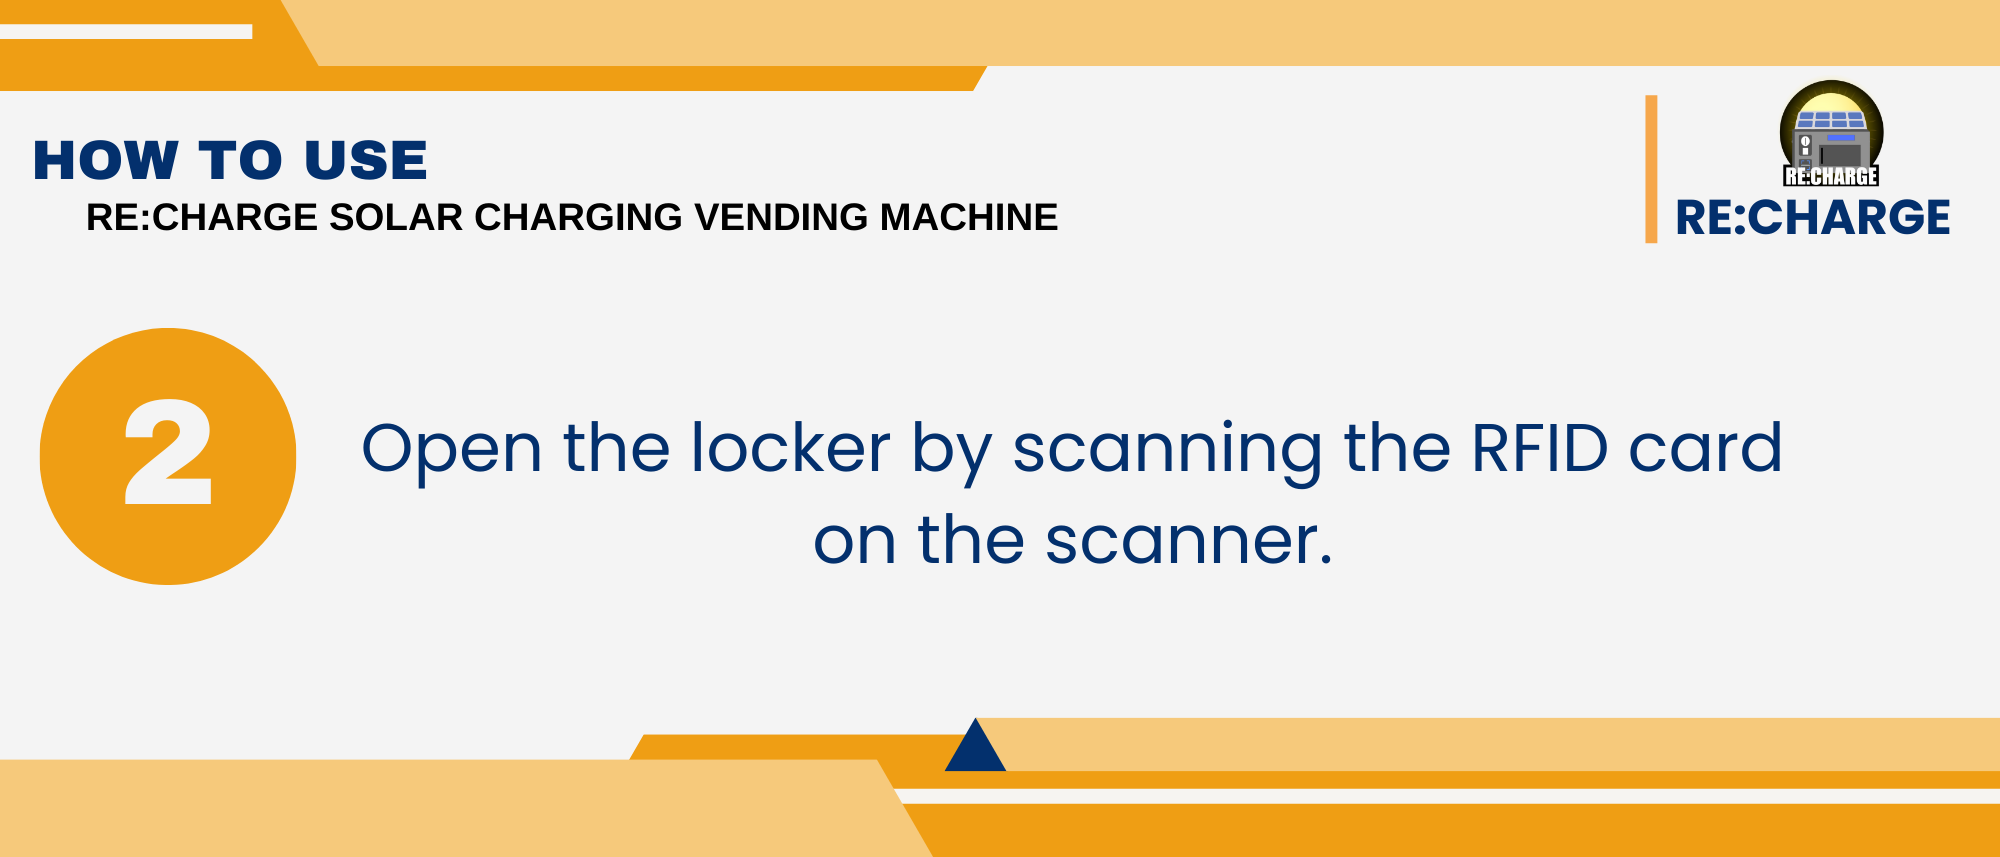 HOW TO USE
RE:CHARGE SOLAR CHARGING VENDING MACHINE
RE:CHARGE
RE:CHARGE
2
Open the locker by scanning the RFID card
on the scanner.